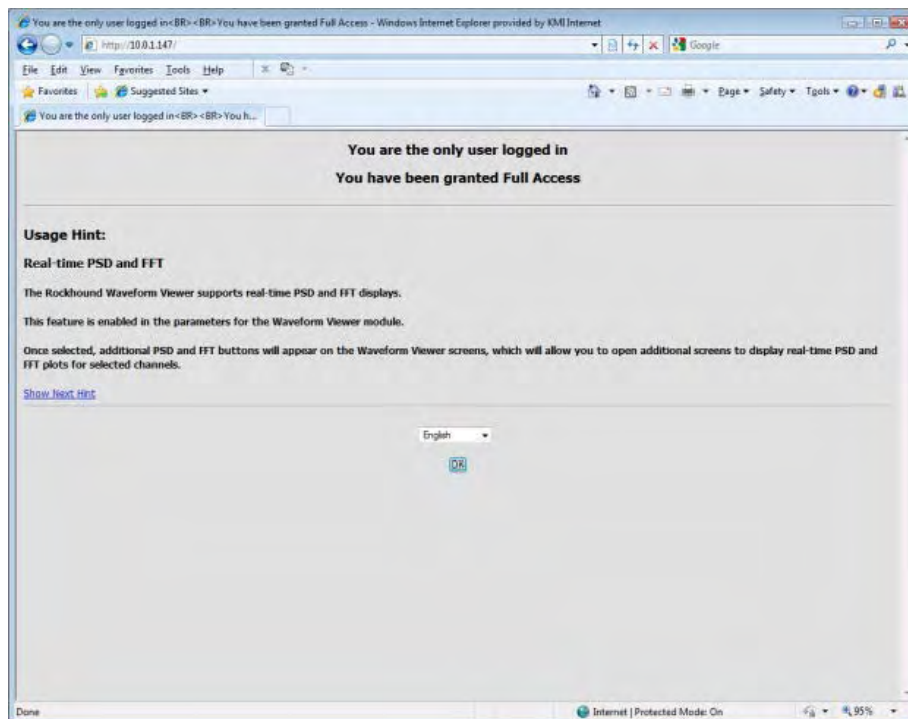 You are the only user logged in<BR><BR>You have been granted Full Access - Windows Internet Explorer provided by KMI Internet
http://10.0.1.147/
Google
File Edit View Favorites Tools Help
Favorites Suggested Sites
Page Safety Tools
You are the only user logged in<BR><BR>You h...
You are the only user logged in
You have been granted Full Access
Usage Hint:
Real-time PSD and FFT
The Rockhound Waveform Viewer supports real-time PSD and FFT displays.
This feature is enabled in the parameters for the Waveform Viewer module.
Once selected, additional PSD and FFT buttons will appear on the Waveform Viewer screens, which will allow you to open additional screens to display real-time PSD and
FFT plots for selected channels.
Show Next Hint
English
OK
Done
Internet | Protected Mode: On
95%